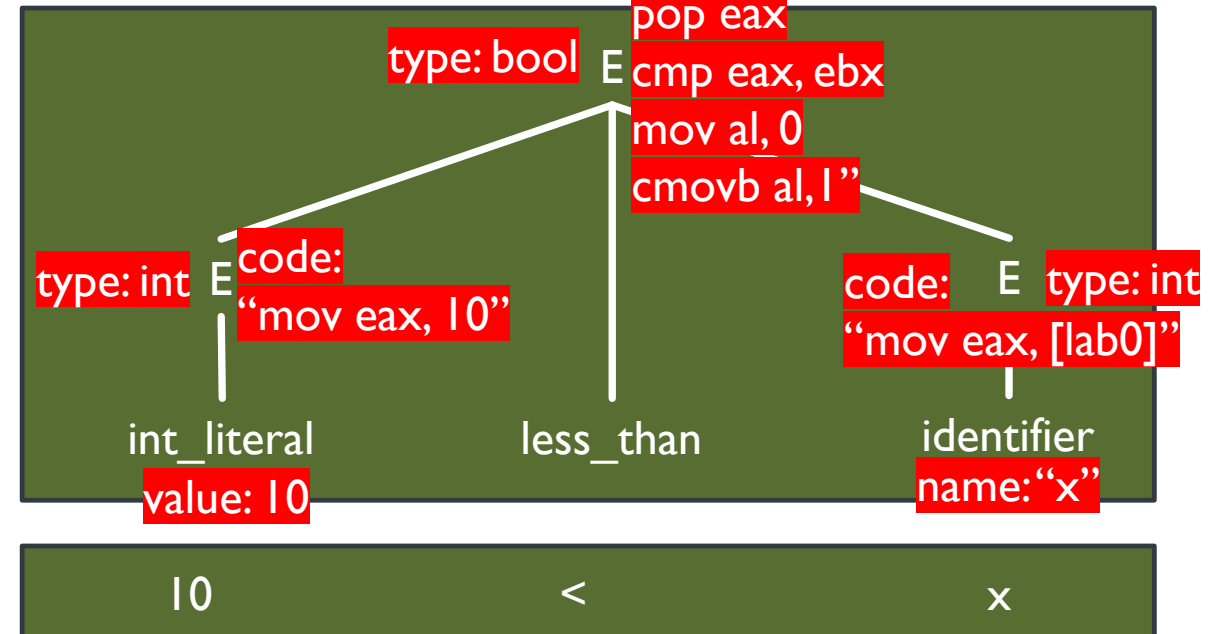 pop eax
type: bool E cmp eax, ebx
mov al, 0
cmovb al,1”
type: int E code:
“mov eax, 10”
code: E type: int
“mov eax, [lab0]”
int_literal less_than identifier
value: 10 name: “x”
10 < x